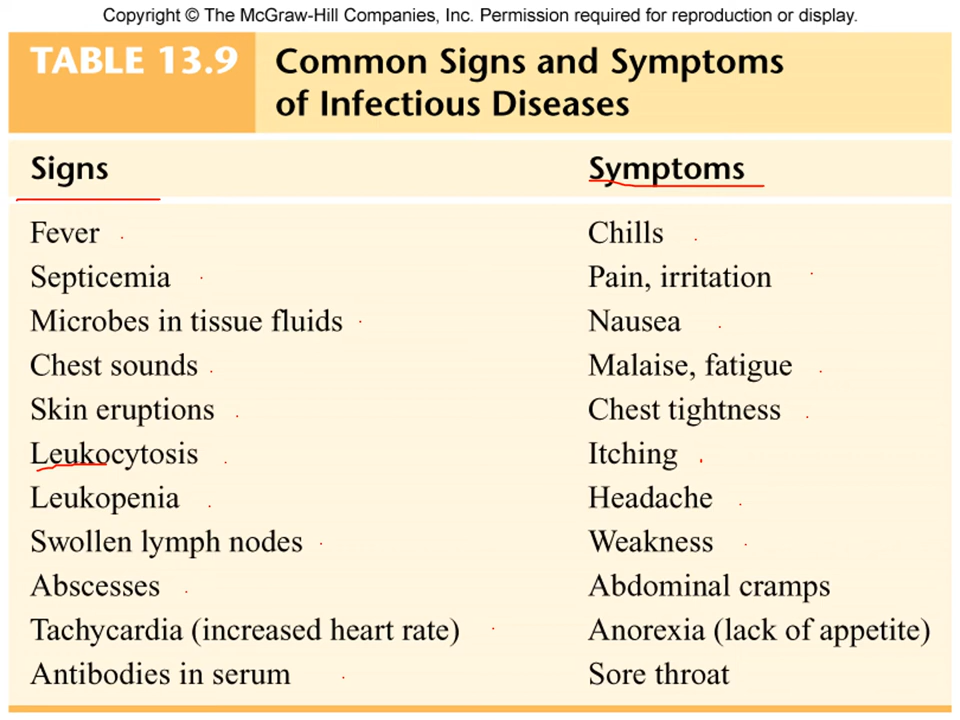 Copyright © The McGraw-Hill Companies, Inc. Permission required for reproduction or display.
TABLE 13.9
Common Signs and Symptoms
of Infectious Diseases
Signs Symptoms
Fever Chills
Septicemia Pain, irritation
Microbes in tissue fluids Nausea
Chest sounds Malaise, fatigue
Skin eruptions Chest tightness
Leukocytosis Itching
Leukopenia Headache
Swollen lymph nodes Weakness
Abscesses Abdominal cramps
Tachycardia (increased heart rate) Anorexia (lack of appetite)
Antibodies in serum Sore throat